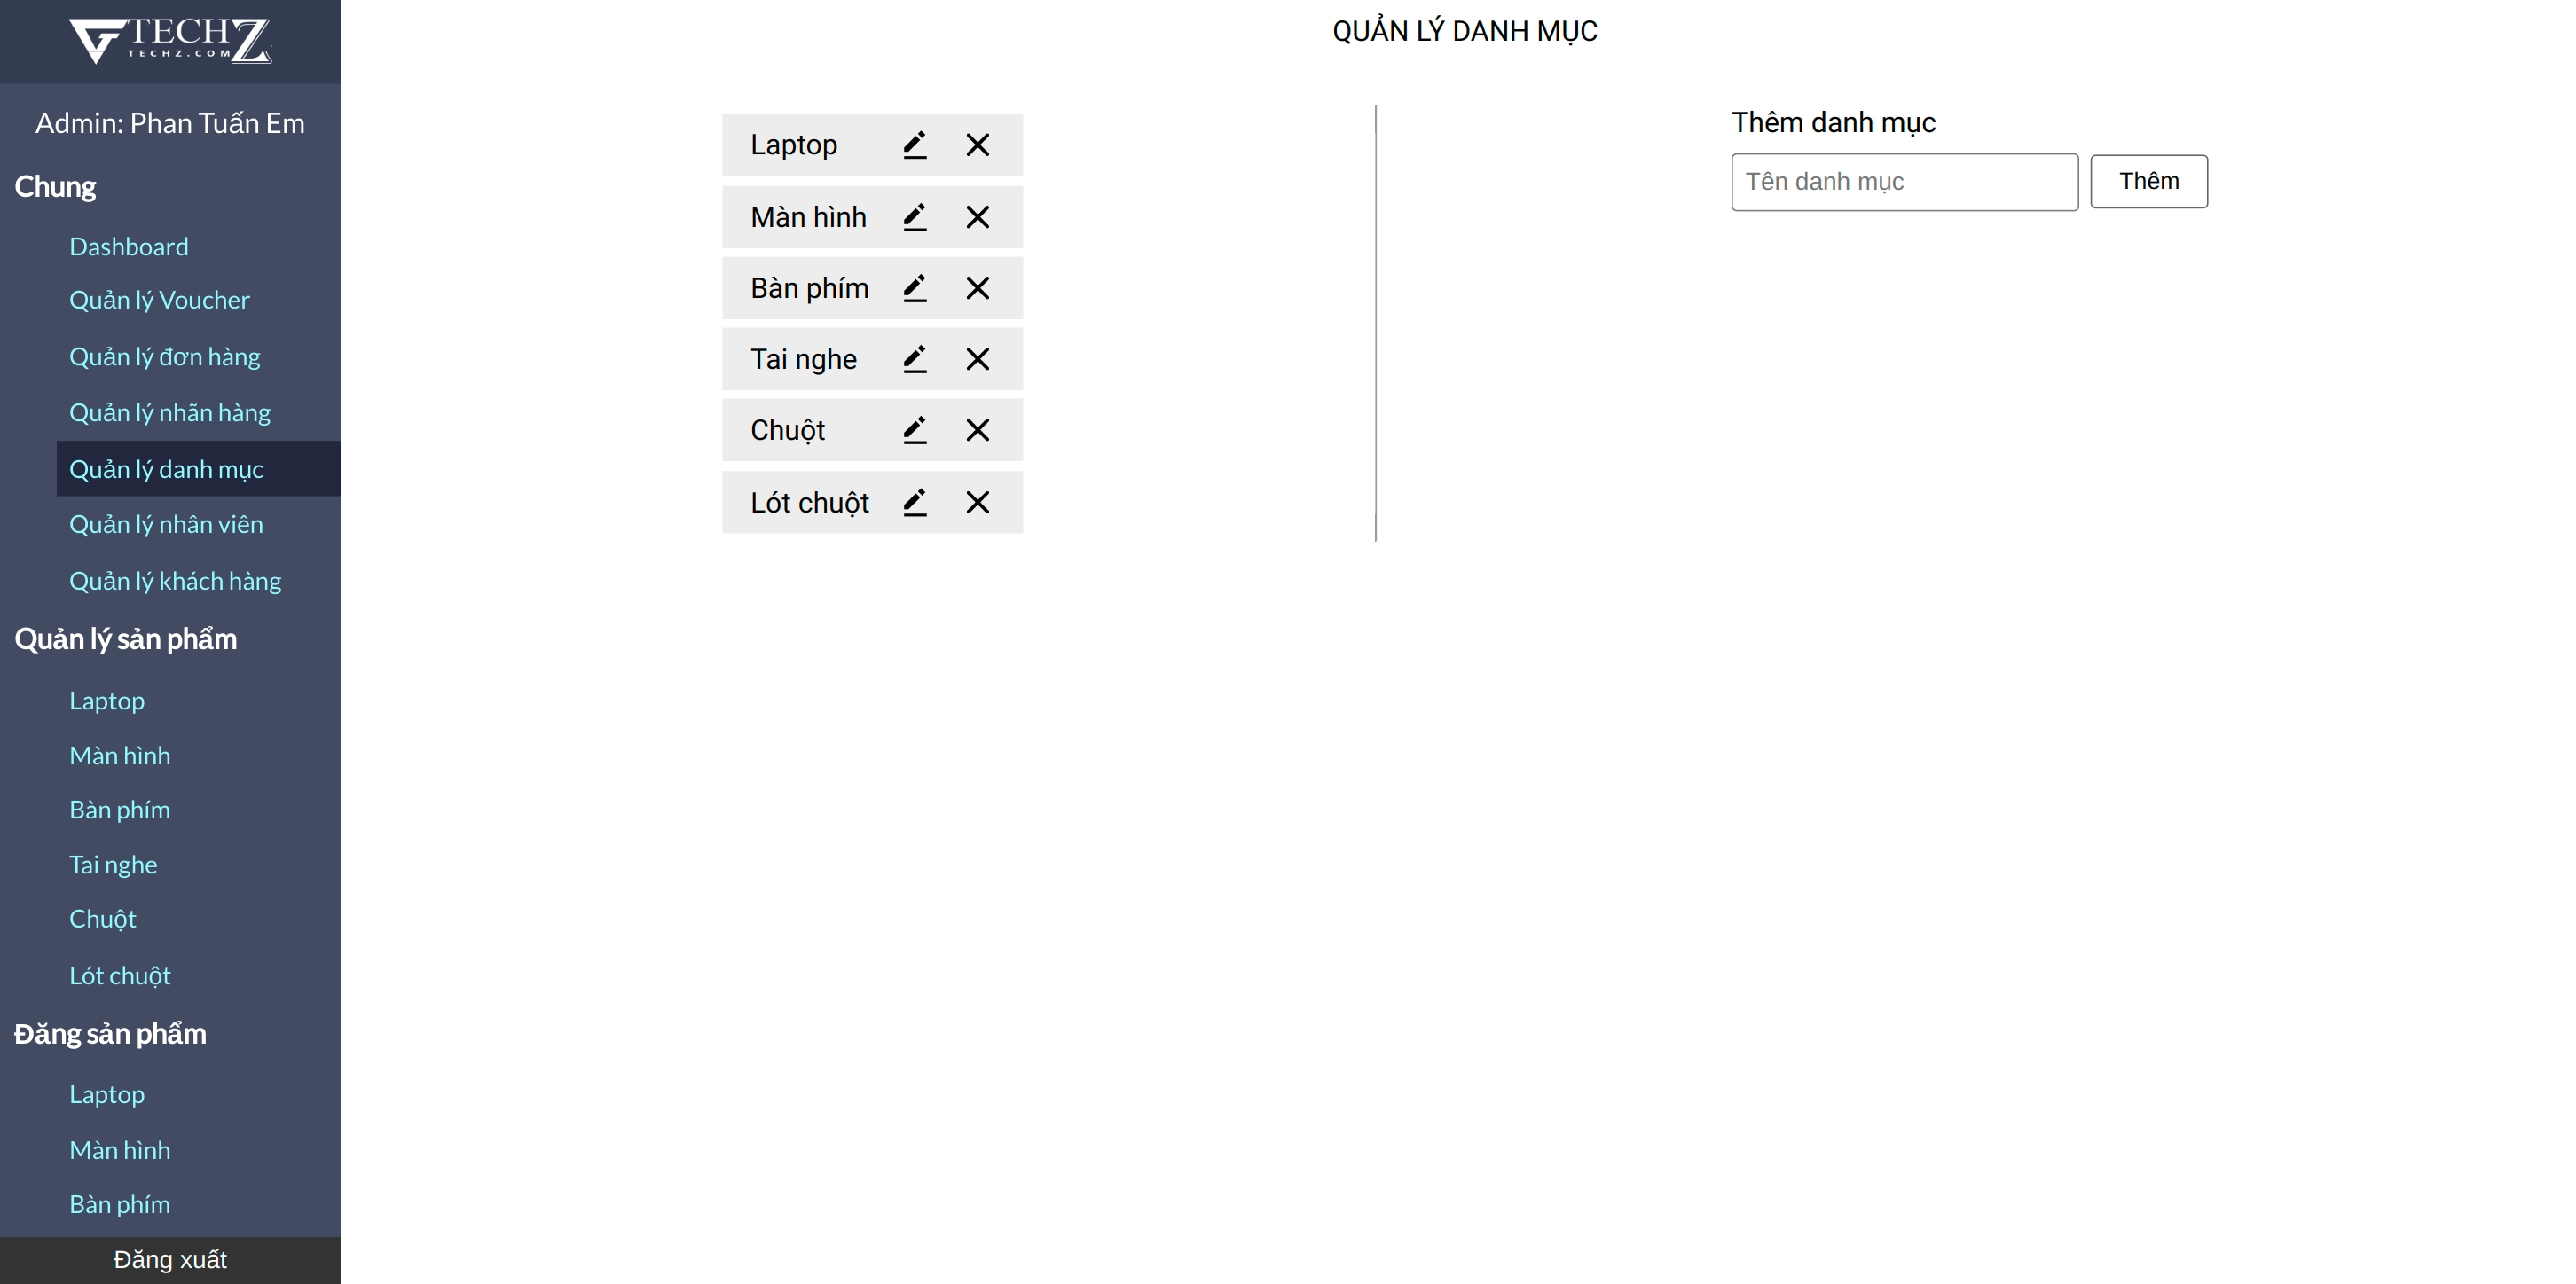 TECHZ
TECHZ.COM
Admin: Phan Tuấn Em
Chung
Dashboard
Quản lý Voucher
Quản lý đơn hàng
Quản lý nhãn hàng
Quản lý danh mục
Quản lý nhân viên
Quản lý khách hàng
Quản lý sản phẩm
Laptop
Màn hình
Bàn phím
Tai nghe
Chuột
Lót chuột
Đăng sản phẩm
Laptop
Màn hình
Bàn phím
Đăng xuất
QUẢN LÝ DANH MỤC
Laptop
Màn hình
Bàn phím
Tai nghe
Chuột
Lót chuột
Thêm danh mục
Tên danh mục
Thêm